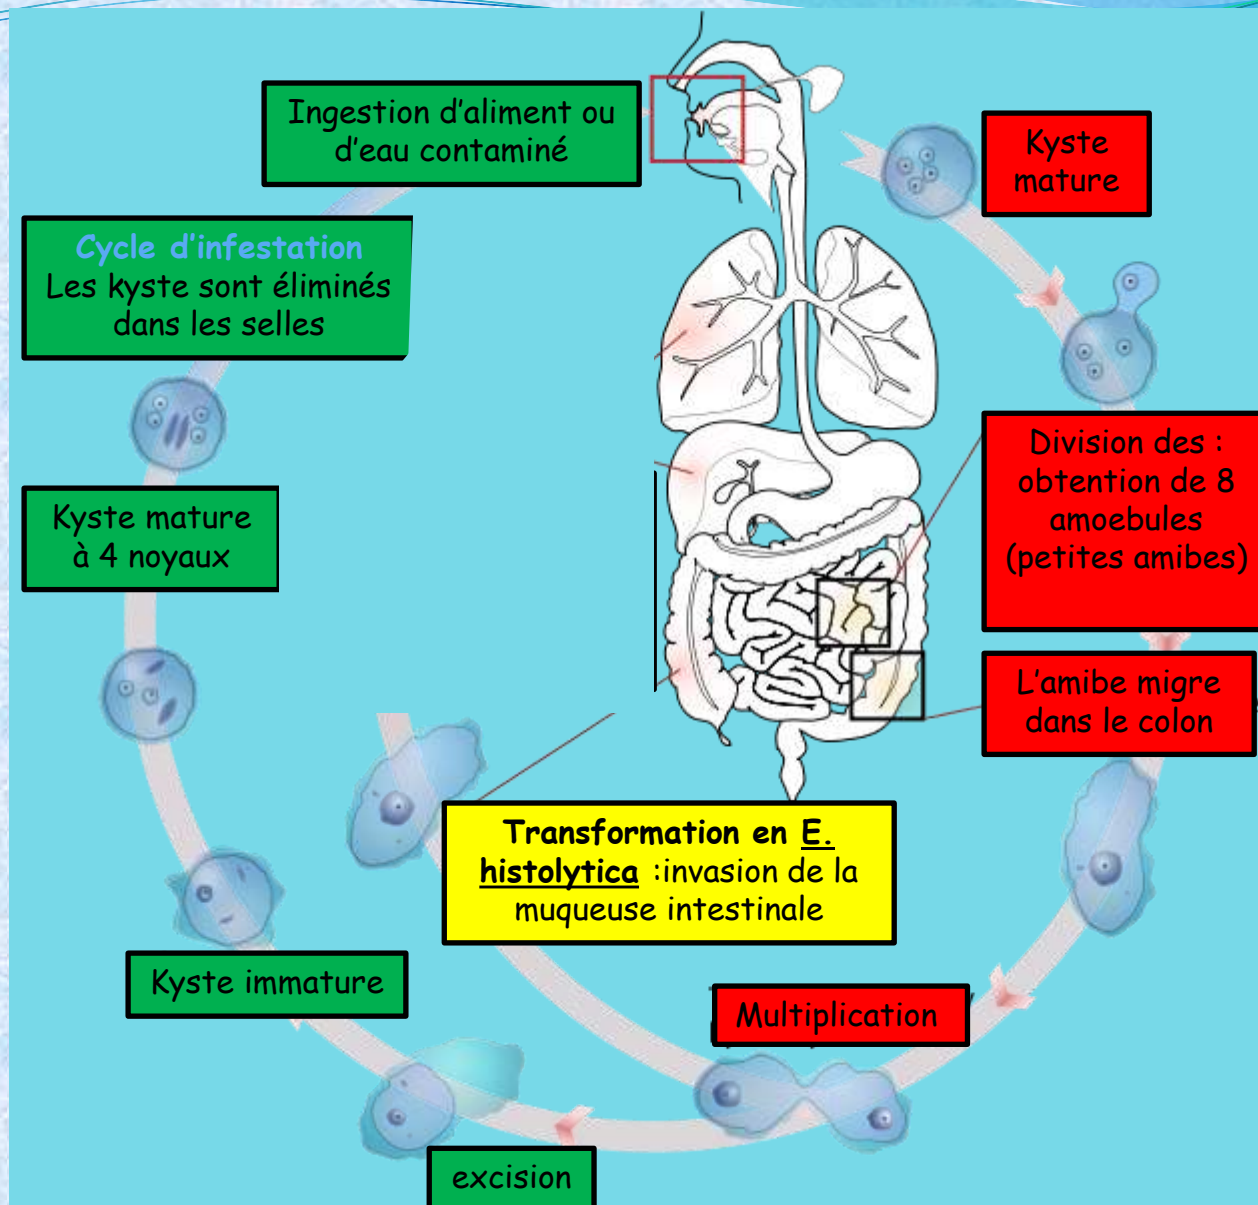 Ingestion d'aliment ou
d'eau contaminé
Kyste
mature
Cycle d'infestation
Les kyste sont éliminés
dans les selles
Division des :
obtention de 8
amoebules
(petites amibes)
Kyste mature
à 4 noyaux
L'amibe migre
dans le colon
Transformation en E.
histolytica :invasion de la
muqueuse intestinale
Kyste immature
Multiplication
excision